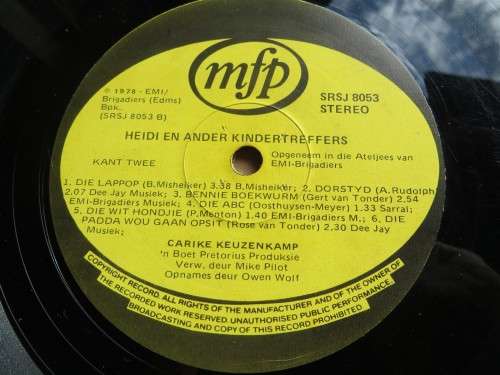 mfp
℗ 1978 - EMI/
Brigadiers (Edms)
Bpk..
(SRSJ 8053 B)
SRSJ 8053
STEREO
HEIDI EN ANDER KINDERTREFFERS
KANT TWEE
Opgeneem in die Ateljees van
EMI-Brigadiers
1. DIE LAPPOP (B.Misheiker) 3.38 B.Misheiker; 2. DORSTYD (A.Rudolph)
2.07 Dee Jay Musiek; 3. BENNIE BOEKWURM (Gert van Tonder) 2.54
EMI-Brigadiers Musiek; 4. DIE ABC (Oosthuysen-Meyer) 1.33 Sarral;
5. DIE WIT HONDJIE (P.Menton) 1.40 EMI-Brigadiers M.; 6. DIE
PADDA WOU GAAN OPSIT (Rose van Tonder) 2.30 Dee Jay
Musiek;
CARIKE KEUZENKAMP
'n Boet Pretorius Produksie
Verw. deur Mike Pilot
Opnames deur Owen Wolf
COPYRIGHT RECORD. ALL RIGHTS OF THE MANUFACTURER AND OF THE OWNER OF
THE RECORDED WORK RESERVED. UNAUTHORISED PUBLIC PERFORMANCE,
BROADCASTING AND COPY OF THIS RECORD PROHIBITED